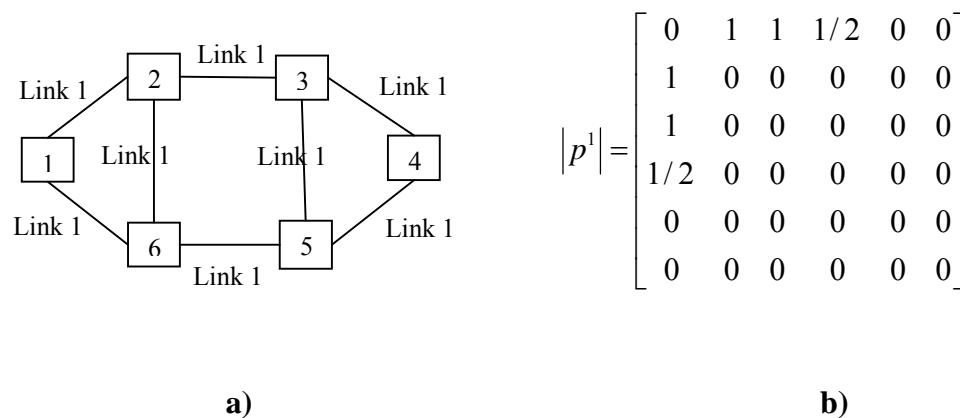 Link 1
2
3
Link 1
Link 1
1
Link 1
Link 1
4
Link 1
6
Link 1
5
Link 1
|p¹| =
0 1 1 1/2 0 0
1 0 0 0 0 0
1 0 0 0 0 0
1/2 0 0 0 0 0
0 0 0 0 0 0
0 0 0 0 0 0
a)
b)